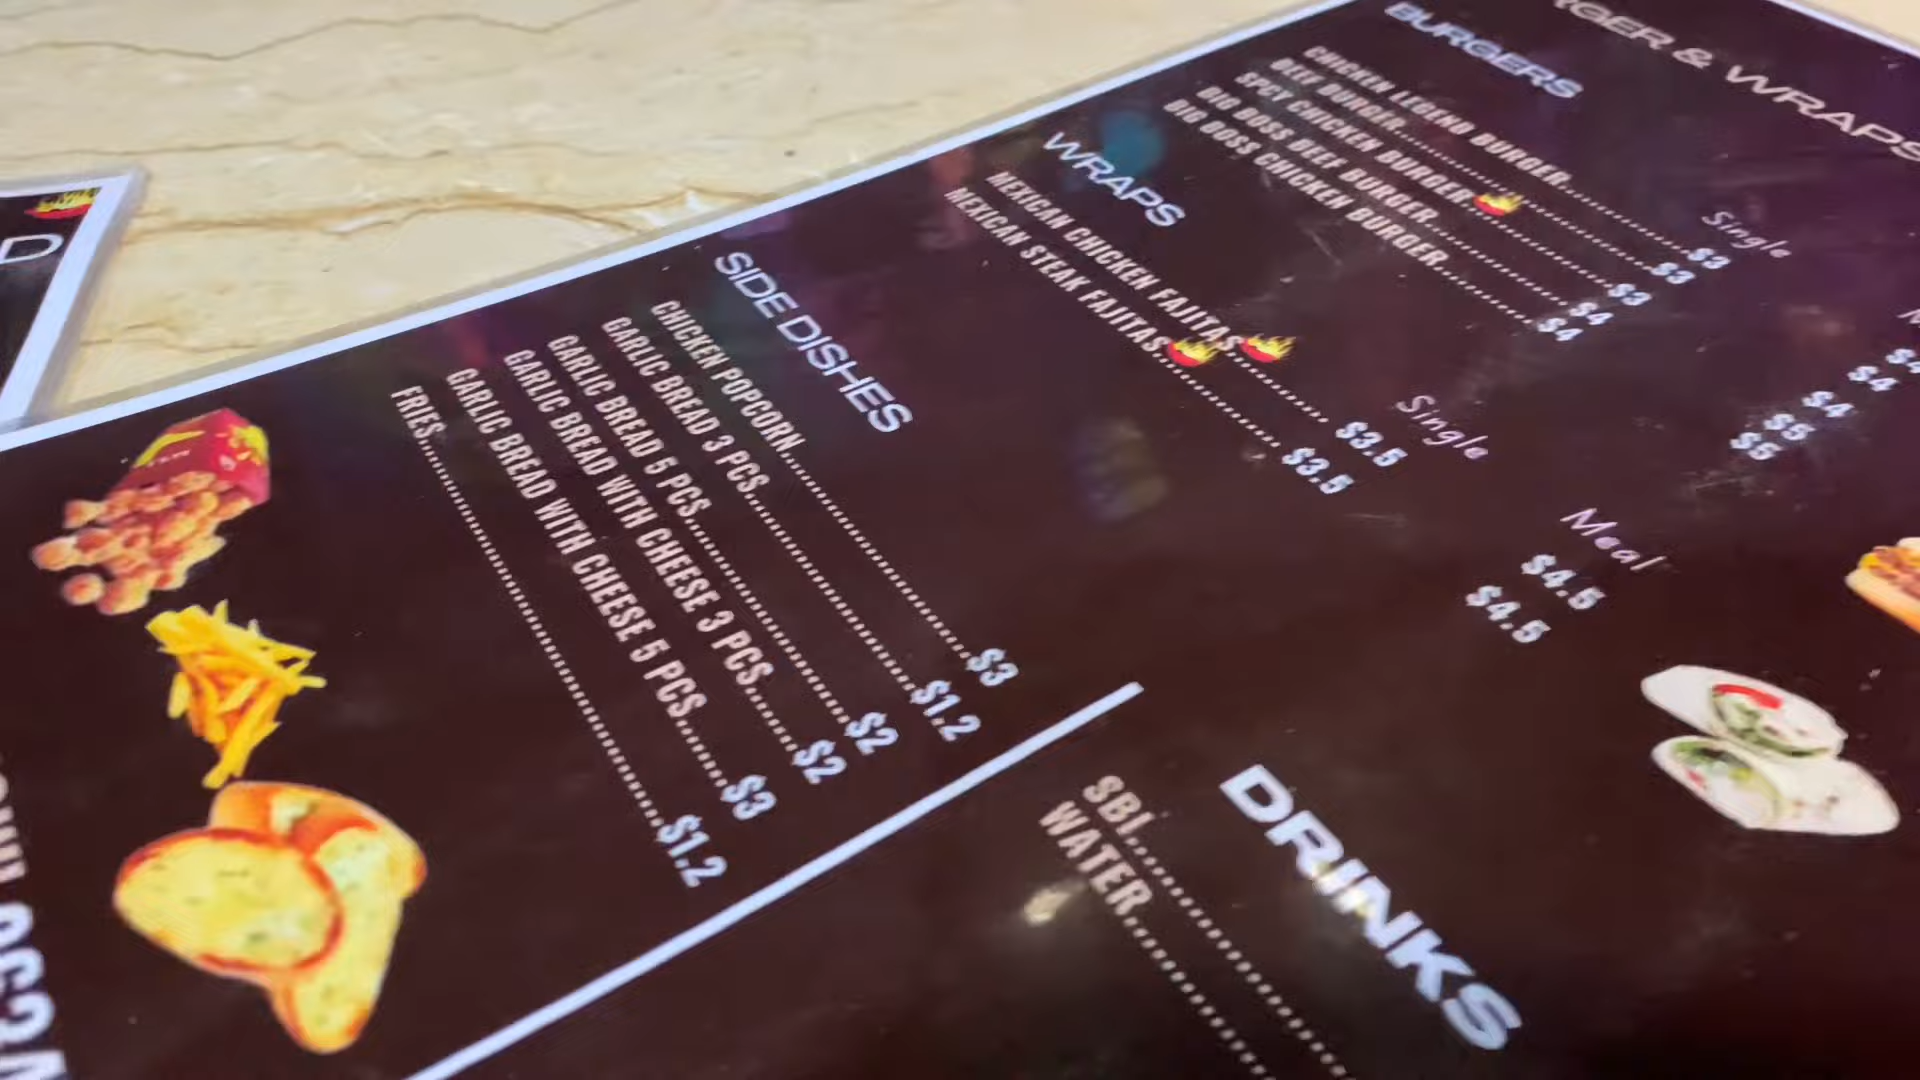 RGER & WRAPS
BURGERS
Single
CHICKEN LEGEND BURGER $3 $4
BEEF BURGER $3 $4
SPCY CHICKEN BURGER $3 $4
BIG BOSS BEEF BURGER $4 $5
BIG BOSS CHICKEN BURGER $4 $5
WRAPS
Single Meal
MEXICAN CHICKEN FAJITAS $3.5 $4.5
MEXICAN STEAK FAJITAS $3.5 $4.5
SIDE DISHES
CHICKEN POPCORN $3
GARLIC BREAD 3 PCS $1.2
GARLIC BREAD 5 PCS $2
GARLIC BREAD WITH CHEESE 3 PCS $2
GARLIC BREAD WITH CHEESE 5 PCS $3
FRIES $1.2
DRINKS
SBI
WATER
D